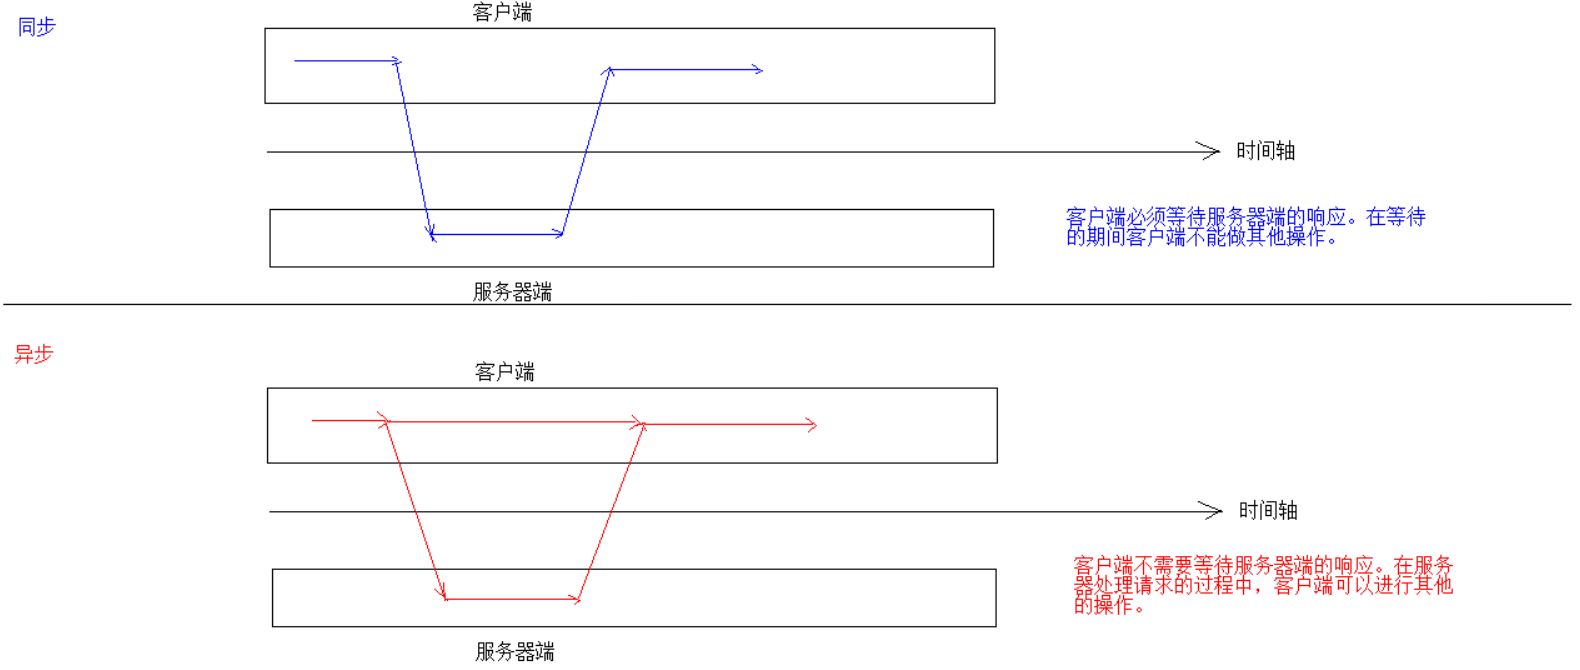 同步
客户端
时间轴
客户端必须等待服务器端的响应。在等待
的期间客户端不能做其他操作。
服务器端
异步
客户端
时间轴
客户端不需要等待服务器端的响应。在服务
器处理请求的过程中，客户端可以进行其他
的操作。
服务器端